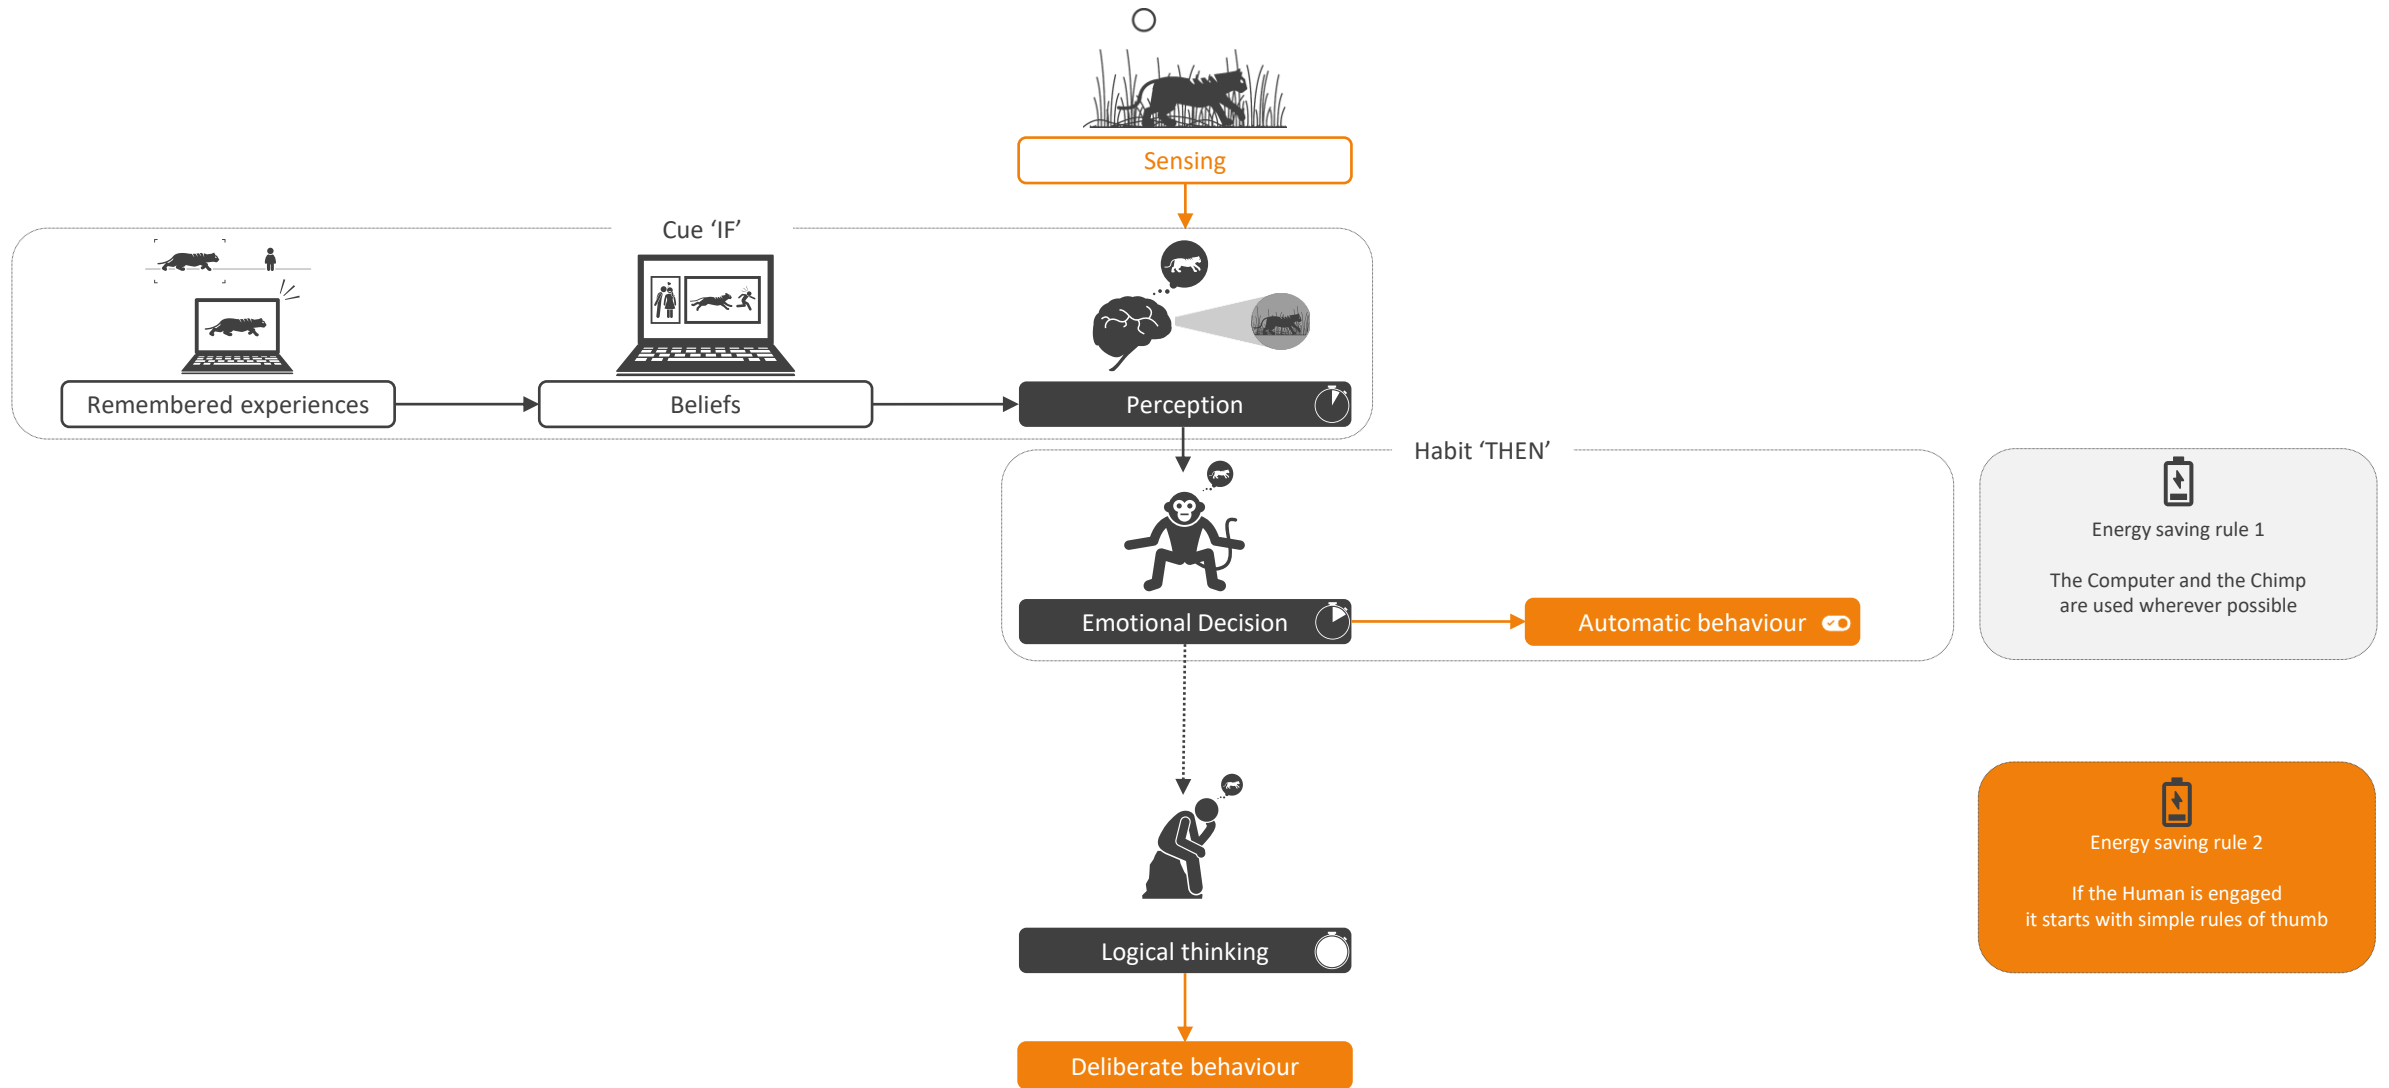 Sensing
Cue ‘IF’
Remembered experiences
Beliefs
Perception
Habit ‘THEN’
Emotional Decision
Automatic behaviour
Energy saving rule 1
The Computer and the Chimp
are used wherever possible
Logical thinking
Deliberate behaviour
Energy saving rule 2
If the Human is engaged
it starts with simple rules of thumb